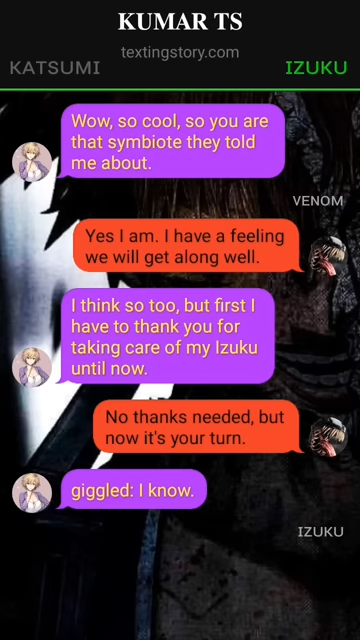 KUMAR TS
textingstory.com
KATSUMI
IZUKU
Wow, so cool, so you are
that symbiote they told
me about.
VENOM
Yes I am. I have a feeling
we will get along well.
I think so too, but first I
have to thank you for
taking care of my Izuku
until now.
No thanks needed, but
now it's your turn.
giggled: I know.
IZUKU